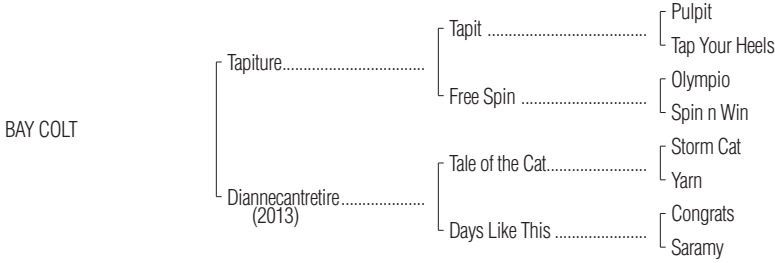 Pulpit
Tapit ..................................
Tap Your Heels
Tapiture..............................
Olympio
Free Spin ...........................
Spin n Win
BAY COLT
Storm Cat
Tale of the Cat.....................
Yarn
Diannecantretire..................
(2013)
Congrats
Days Like This ....................
Saramy